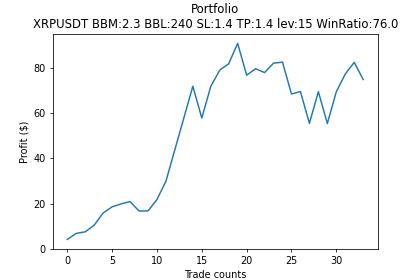 Portfolio
XRPUSDT BBM:2.3 BBL:240 SL:1.4 TP:1.4 lev:15 WinRatio:76.0
Profit ($)
80
60
40
20
0
0 5 10 15 20 25 30
Trade counts